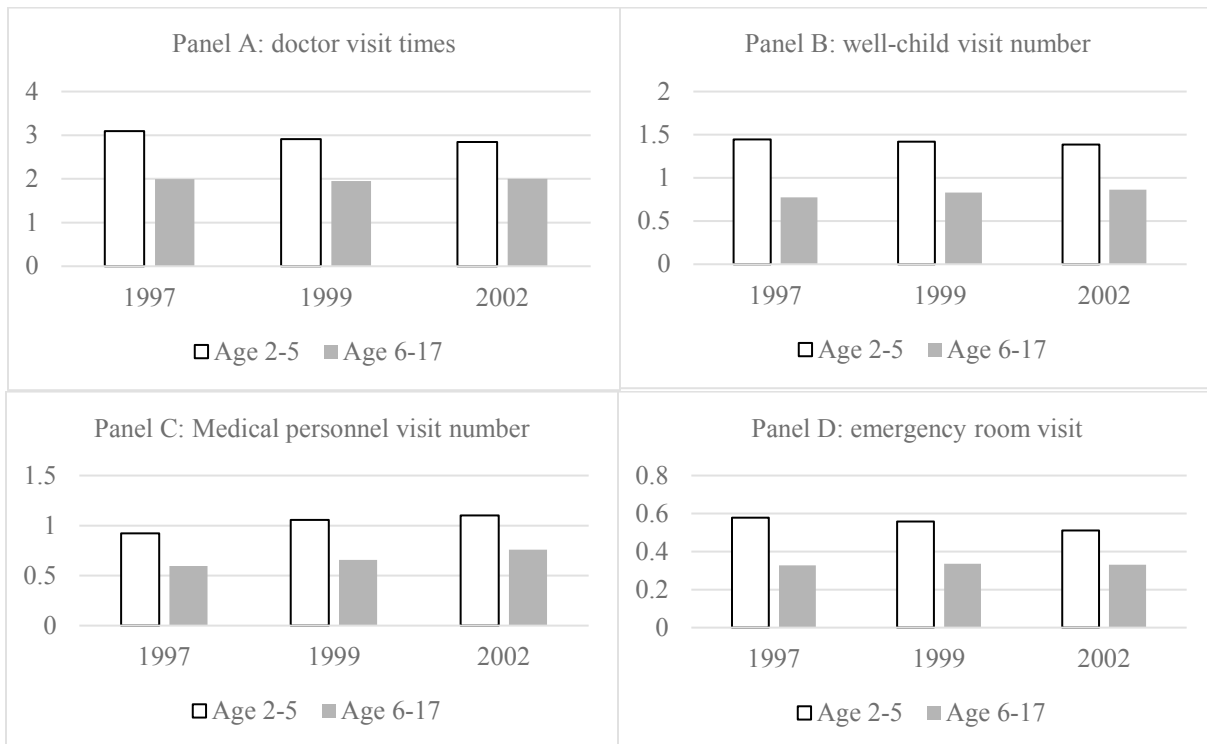 Panel A: doctor visit times
4
3
2
1
0
1997 1999 2002
Age 2-5 Age 6-17
Panel B: well-child visit number
2
1.5
1
0.5
0
1997 1999 2002
Age 2-5 Age 6-17
Panel C: Medical personnel visit number
1.5
1
0.5
0
1997 1999 2002
Age 2-5 Age 6-17
Panel D: emergency room visit
0.8
0.6
0.4
0.2
0
1997 1999 2002
Age 2-5 Age 6-17